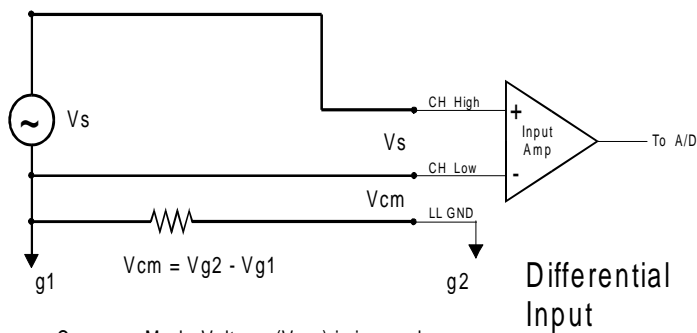 CH High
Vs
+
Input
Amp
To A/D
Vs
CH Low
-
Vcm
LL GND
Vcm = Vg2 - Vg1
g1
g2
Differential
Input